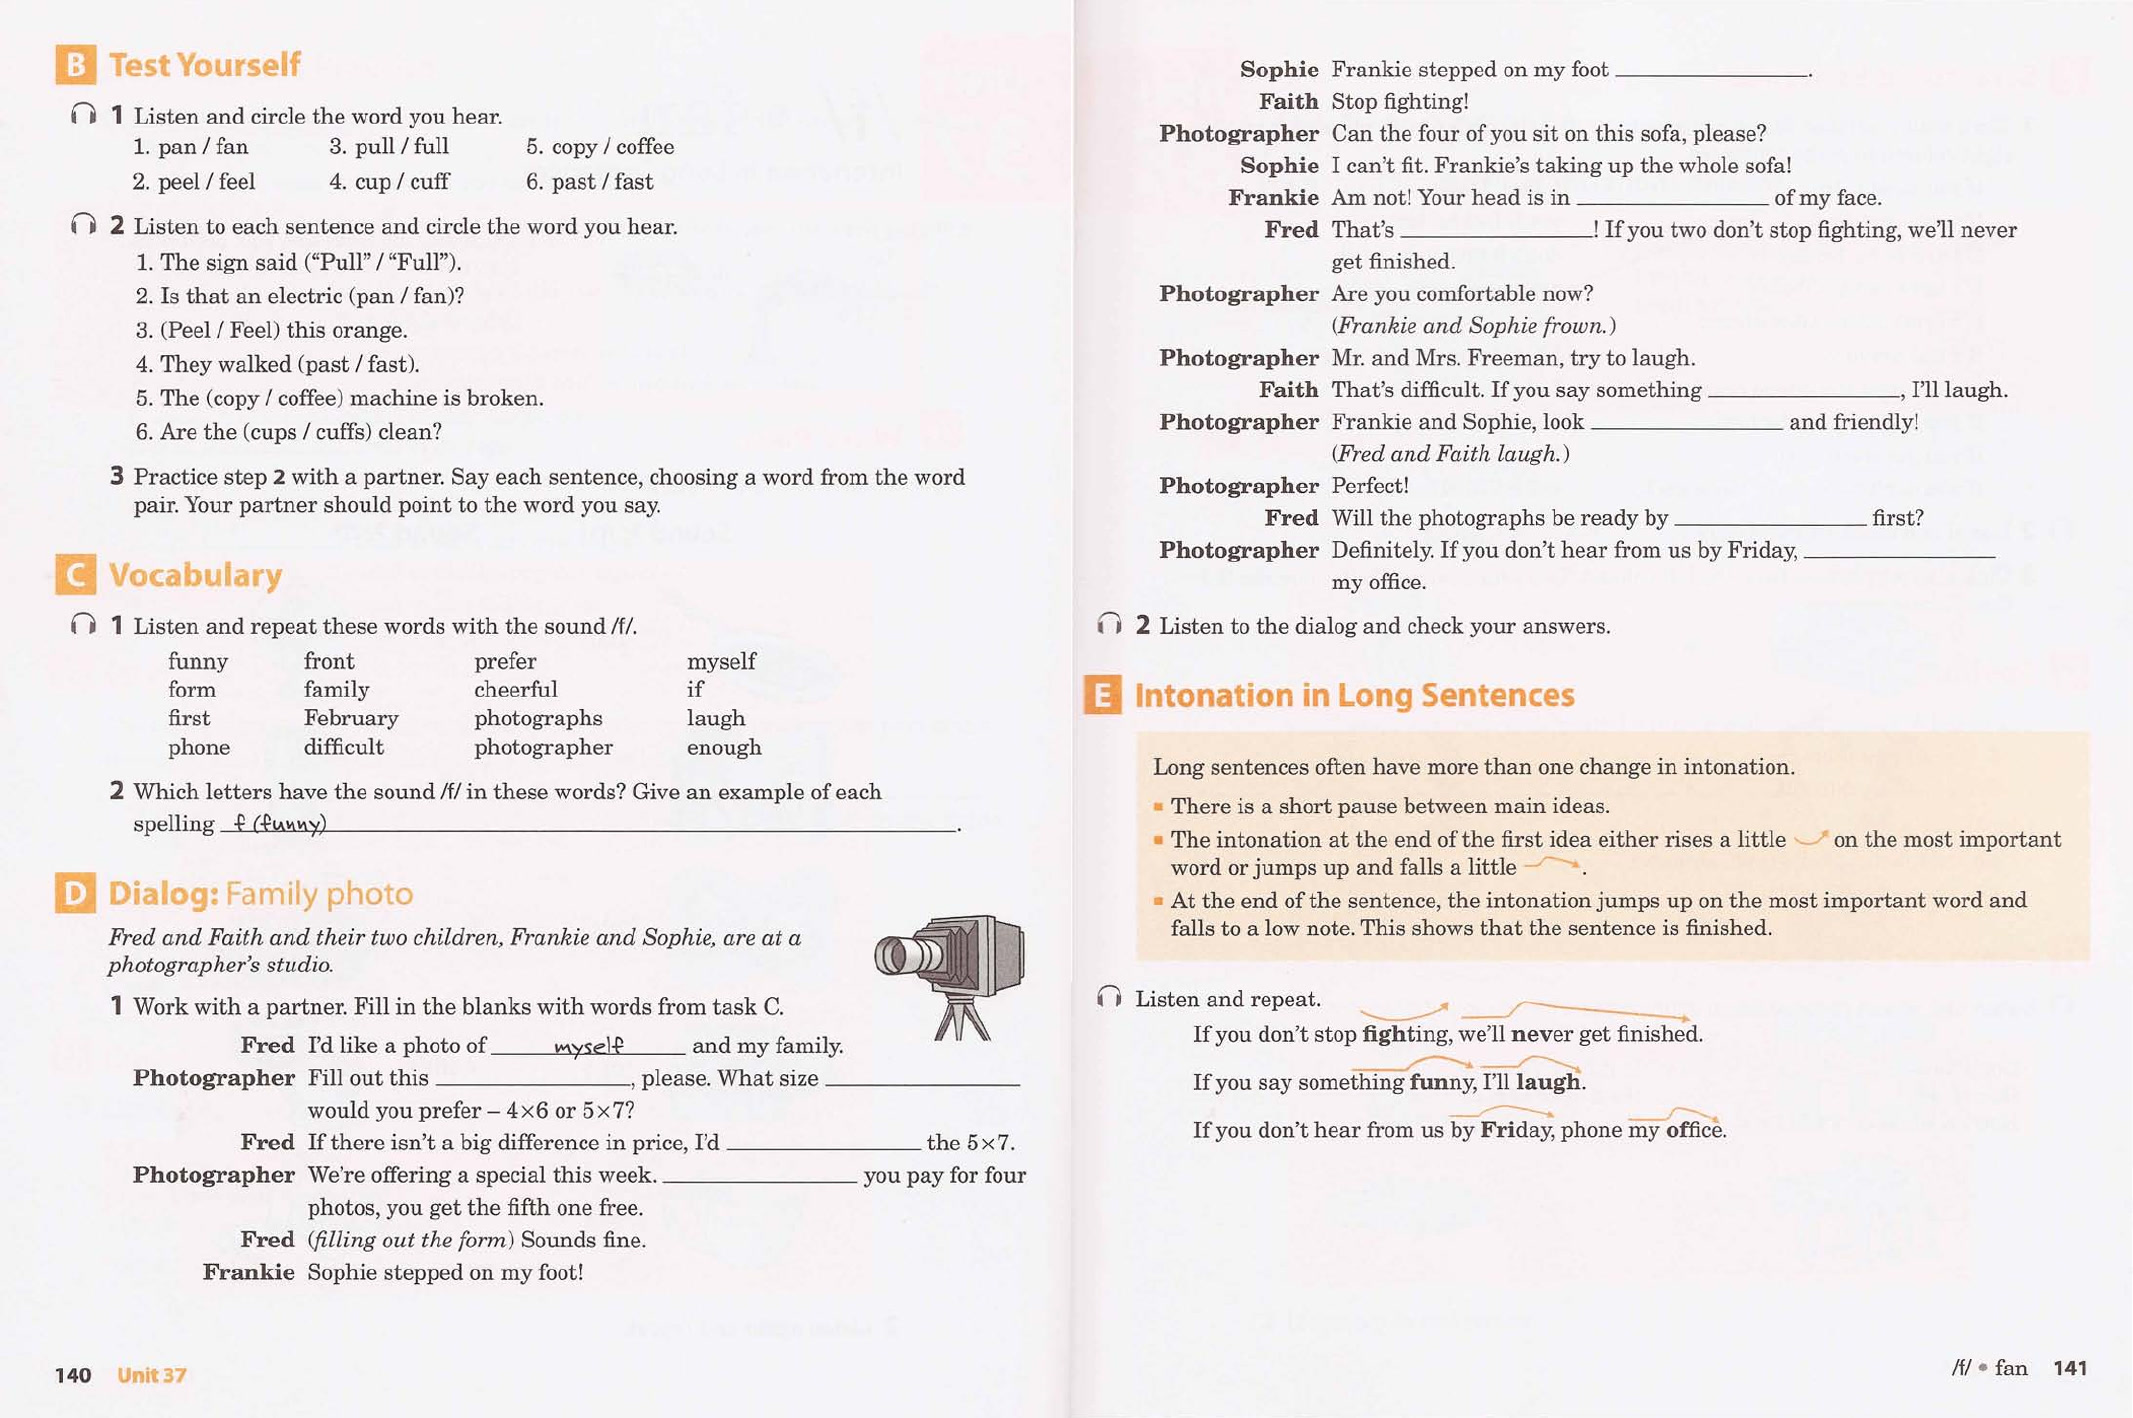 B Test Yourself
1 Listen and circle the word you hear.
1. pan / fan 3. pull / full 5. copy / coffee
2. peel / feel 4. cup / cuff 6. past / fast
2 Listen to each sentence and circle the word you hear.
1. The sign said (“Pull” / “Full”).
2. Is that an electric (pan / fan)?
3. (Peel / Feel) this orange.
4. They walked (past / fast).
5. The (copy / coffee) machine is broken.
6. Are the (cups / cuffs) clean?
3 Practice step 2 with a partner. Say each sentence, choosing a word from the word
pair. Your partner should point to the word you say.
C Vocabulary
1 Listen and repeat these words with the sound /f/.
funny front prefer myself
form family cheerful if
first February photographs laugh
phone difficult photographer enough
2 Which letters have the sound /f/ in these words? Give an example of each
spelling f (funny).
D Dialog: Family photo
Fred and Faith and their two children, Frankie and Sophie, are at a
photographer’s studio.
1 Work with a partner. Fill in the blanks with words from task C.
Fred I’d like a photo of myself and my family.
Photographer Fill out this ____________, please. What size ____________
would you prefer – 4×6 or 5×7?
Fred If there isn’t a big difference in price, I’d ____________ the 5×7.
Photographer We’re offering a special this week. ____________ you pay for four
photos, you get the fifth one free.
Fred (filling out the form) Sounds fine.
Frankie Sophie stepped on my foot!
140 Unit 37
Sophie Frankie stepped on my foot ____________.
Faith Stop fighting!
Photographer Can the four of you sit on this sofa, please?
Sophie I can’t fit. Frankie’s taking up the whole sofa!
Frankie Am not! Your head is in ____________ of my face.
Fred That’s ____________! If you two don’t stop fighting, we’ll never
get finished.
Photographer Are you comfortable now?
(Frankie and Sophie frown.)
Photographer Mr. and Mrs. Freeman, try to laugh.
Faith That’s difficult. If you say something ____________, I’ll laugh.
Photographer Frankie and Sophie, look ____________ and friendly!
(Fred and Faith laugh.)
Photographer Perfect!
Fred Will the photographs be ready by ____________ first?
Photographer Definitely. If you don’t hear from us by Friday, ____________
my office.
2 Listen to the dialog and check your answers.
E Intonation in Long Sentences
Long sentences often have more than one change in intonation.
There is a short pause between main ideas.
The intonation at the end of the first idea either rises a little on the most important
word or jumps up and falls a little .
At the end of the sentence, the intonation jumps up on the most important word and
falls to a low note. This shows that the sentence is finished.
Listen and repeat.
If you don’t stop fighting, we’ll never get finished.
If you say something funny, I’ll laugh.
If you don’t hear from us by Friday, phone my office.
/f/ • fan 141